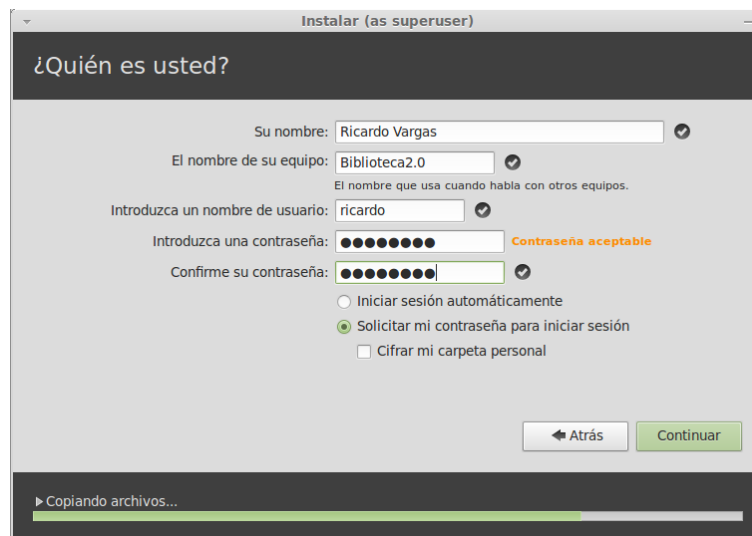 Instalar (as superuser)
¿Quién es usted?
Su nombre: Ricardo Vargas
El nombre de su equipo: Biblioteca2.0
El nombre que usa cuando habla con otros equipos.
Introduzca un nombre de usuario: ricardo
Introduzca una contraseña: ●●●●●●●● Contraseña aceptable
Confirme su contraseña: ●●●●●●●●
Iniciar sesión automáticamente
Solicitar mi contraseña para iniciar sesión
Cifrar mi carpeta personal
Atrás Continuar
Copiando archivos...